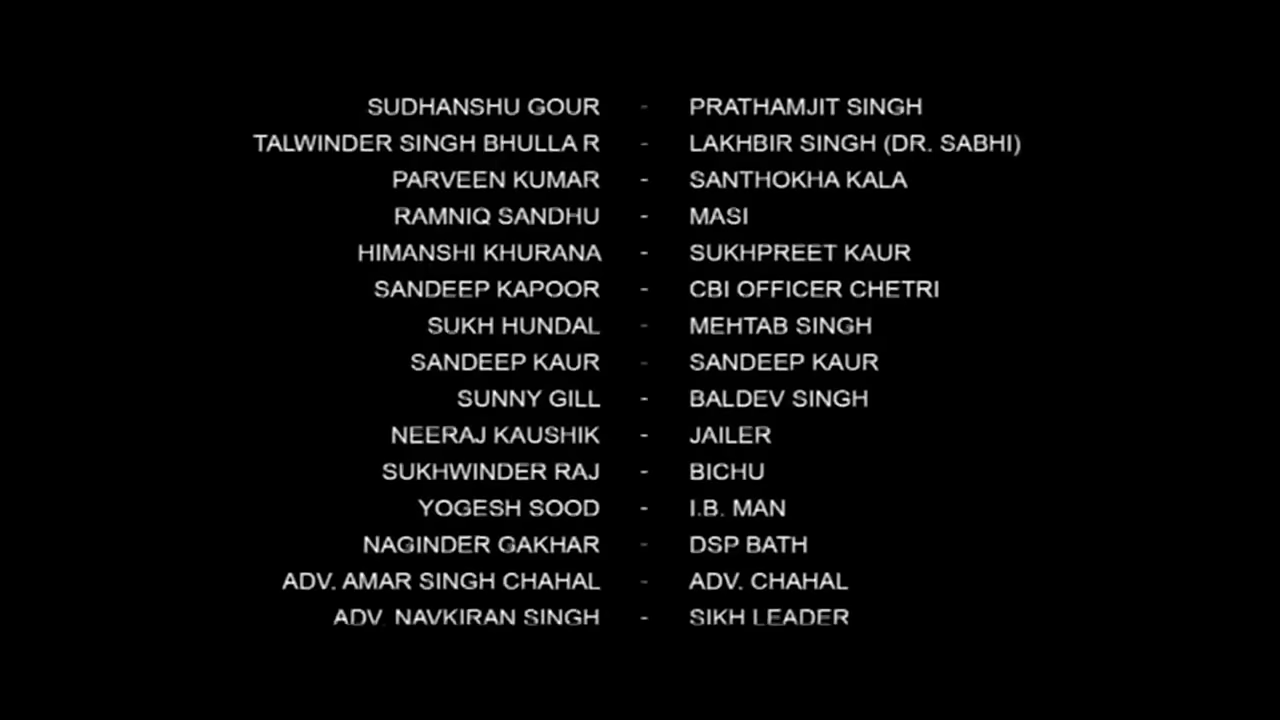 SUDHANSHU GOUR - PRATHAMJIT SINGH
TALWINDER SINGH BHULLA R - LAKHBIR SINGH (DR. SABHI)
PARVEEN KUMAR - SANTHOKHA KALA
RAMNIQ SANDHU - MASI
HIMANSHI KHURANA - SUKHPREET KAUR
SANDEEP KAPOOR - CBI OFFICER CHETRI
SUKH HUNDAL - MEHTAB SINGH
SANDEEP KAUR - SANDEEP KAUR
SUNNY GILL - BALDEV SINGH
NEERAJ KAUSHIK - JAILER
SUKHWINDER RAJ - BICHU
YOGESH SOOD - I.B. MAN
NAGINDER GAKHAR - DSP BATH
ADV. AMAR SINGH CHAHAL - ADV. CHAHAL
ADV. NAVKIRAN SINGH - SIKH LEADER